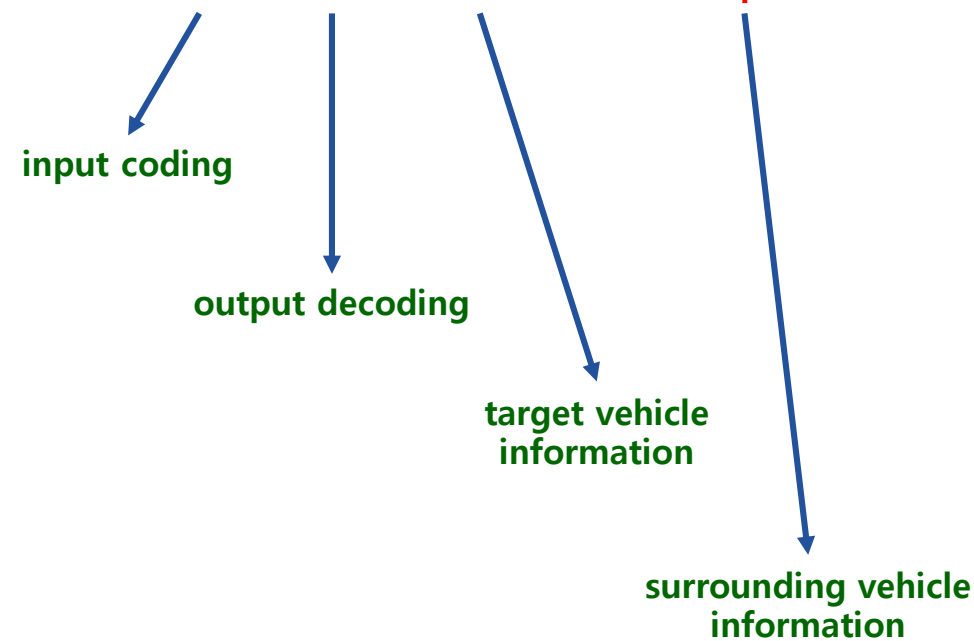 input coding
output decoding
target vehicle
information
surrounding vehicle
information